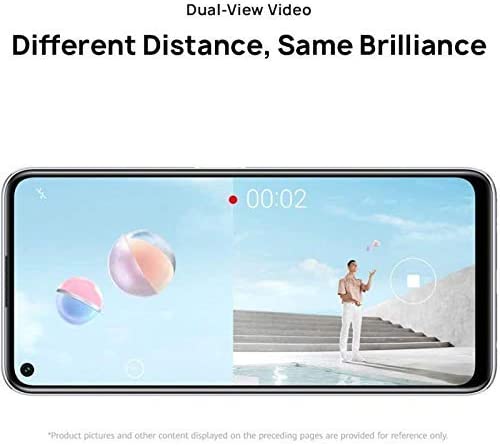 Dual-View Video
Different Distance, Same Brilliance
00:02
*Product pictures and other content displayed on the preceding pages are provided for reference only.